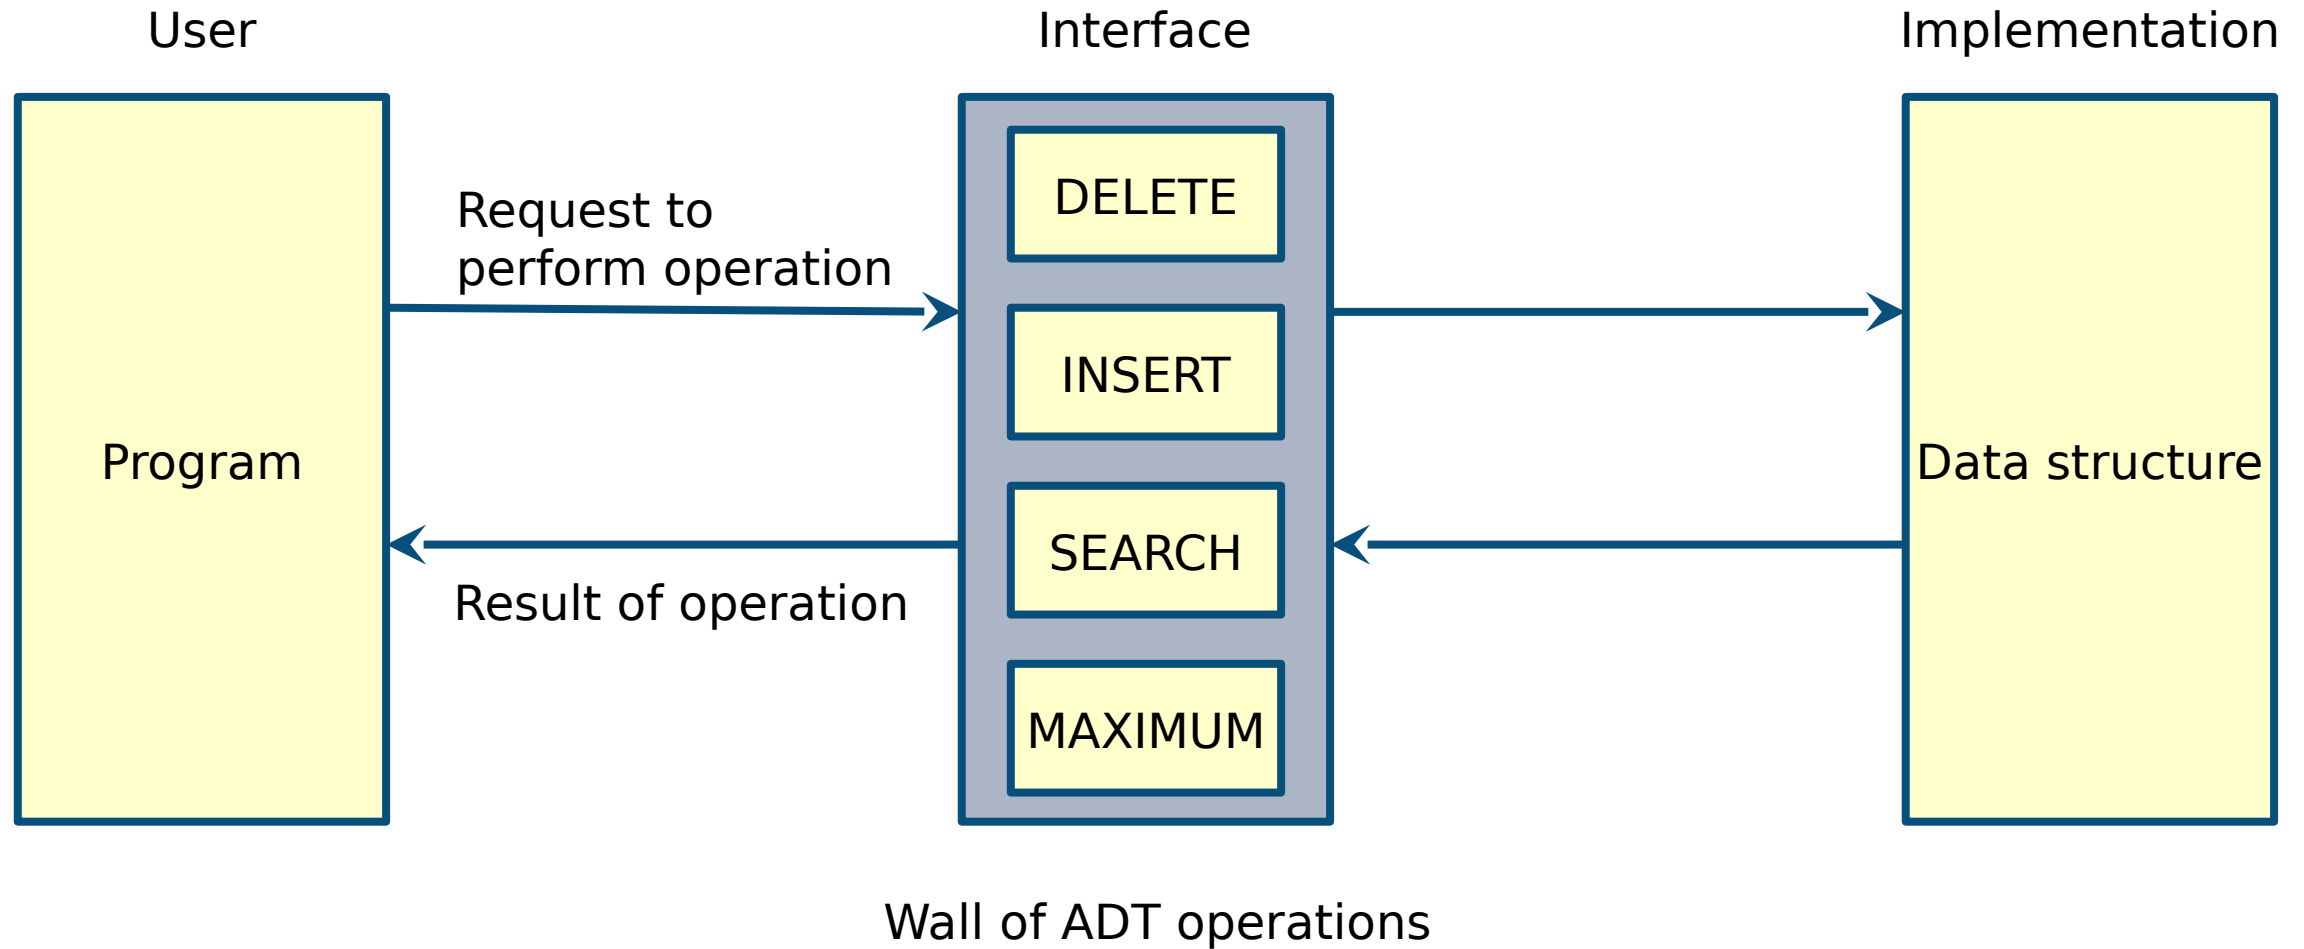 User
Interface
Implementation
Request to
perform operation
DELETE
INSERT
Program
Data structure
SEARCH
Result of operation
MAXIMUM
Wall of ADT operations